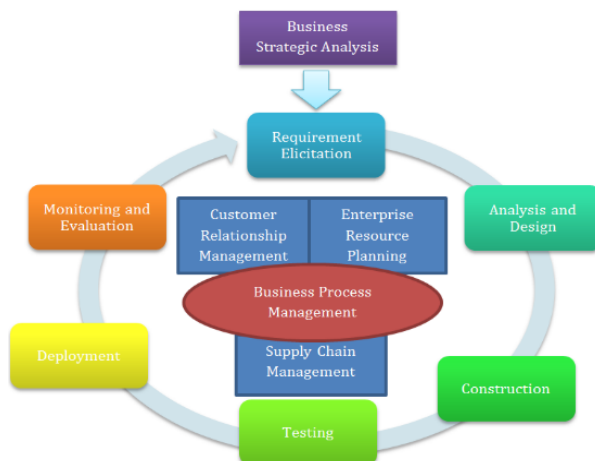 Business
Strategic Analysis
Requirement
Elicitation
Monitoring and
Evaluation
Customer
Relationship
Management
Enterprise
Resource
Planning
Analysis and
Design
Business Process
Management
Deployment
Supply Chain
Management
Construction
Testing